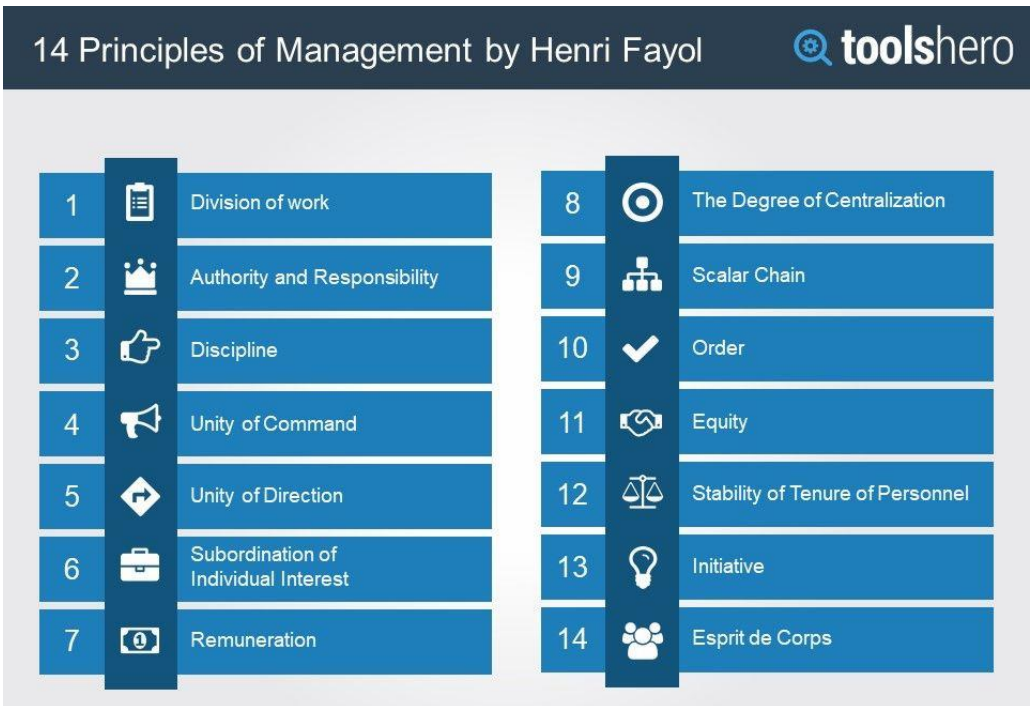 14 Principles of Management by Henri Fayol
toolshero
1
Division of work
2
Authority and Responsibility
3
Discipline
4
Unity of Command
5
Unity of Direction
6
Subordination of
Individual Interest
7
1
Remuneration
8
The Degree of Centralization
9
Scalar Chain
10
Order
11
Equity
12
Stability of Tenure of Personnel
13
Initiative
14
Esprit de Corps